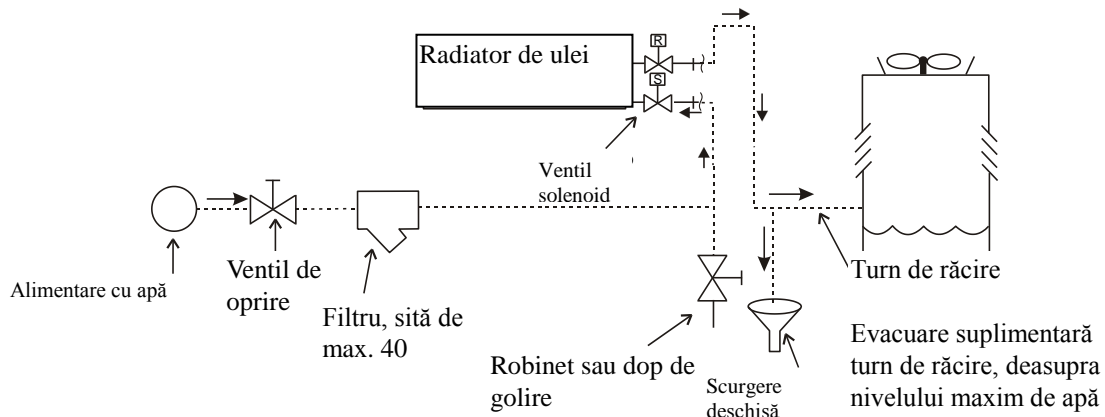 Radiator de ulei
R
S
Ventil
solenoid
Alimentare cu apă
Ventil de
oprire
Filtru, sită de
max. 40
Robinet sau dop de
golire
Scurgere
deschisă
Turn de răcire
Evacuare suplimentară
turn de răcire, deasupra
nivelului maxim de apă